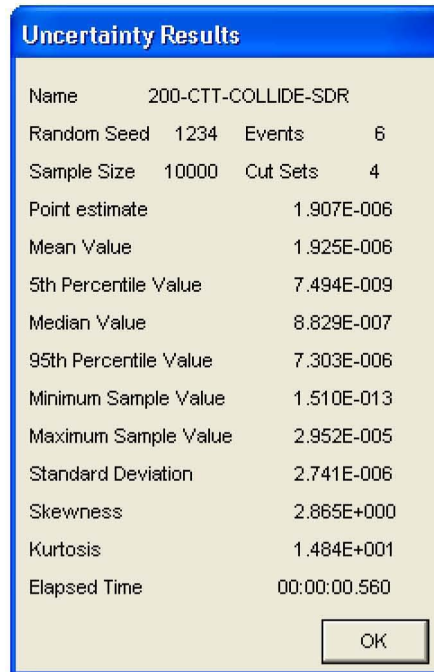 Uncertainty Results
Name 200-CTT-COLLIDE-SDR
Random Seed 1234 Events 6
Sample Size 10000 Cut Sets 4
Point estimate 1.907E-006
Mean Value 1.925E-006
5th Percentile Value 7.494E-009
Median Value 8.829E-007
95th Percentile Value 7.303E-006
Minimum Sample Value 1.510E-013
Maximum Sample Value 2.952E-005
Standard Deviation 2.741E-006
Skewness 2.865E+000
Kurtosis 1.484E+001
Elapsed Time 00:00:00.560
OK